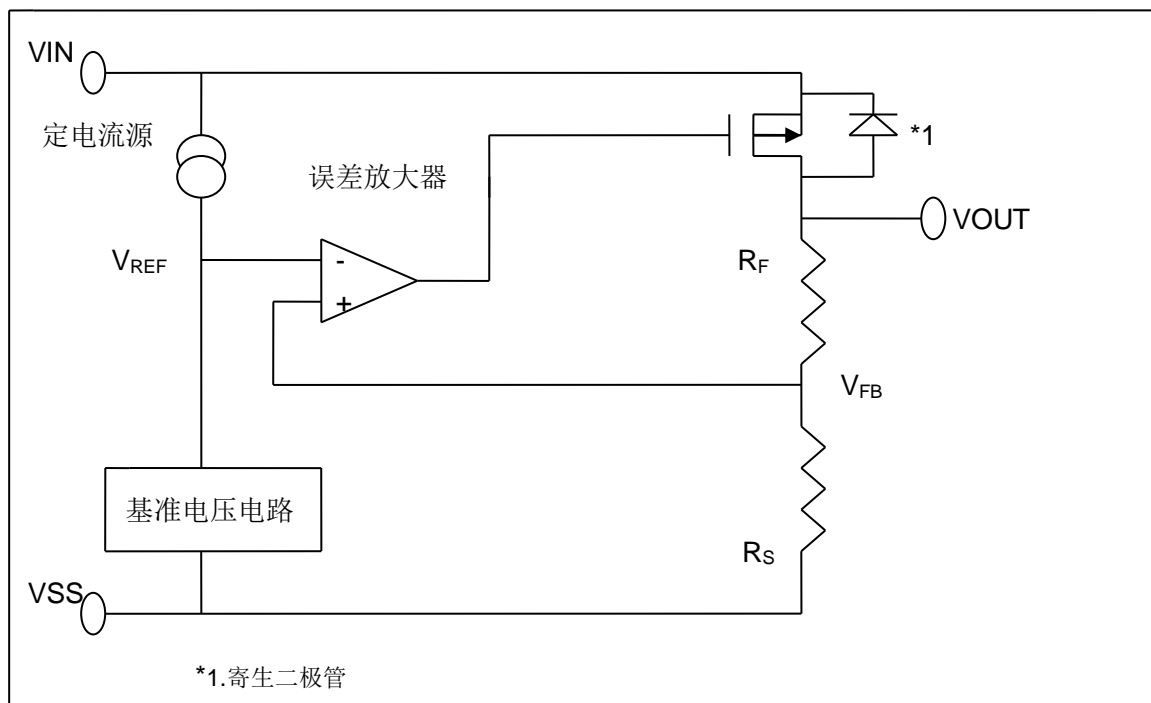 VIN
定电流源
*1
误差放大器
VOUT
VREF
-
+
RF
VFB
基准电压电路
RS
VSS
*1.寄生二极管